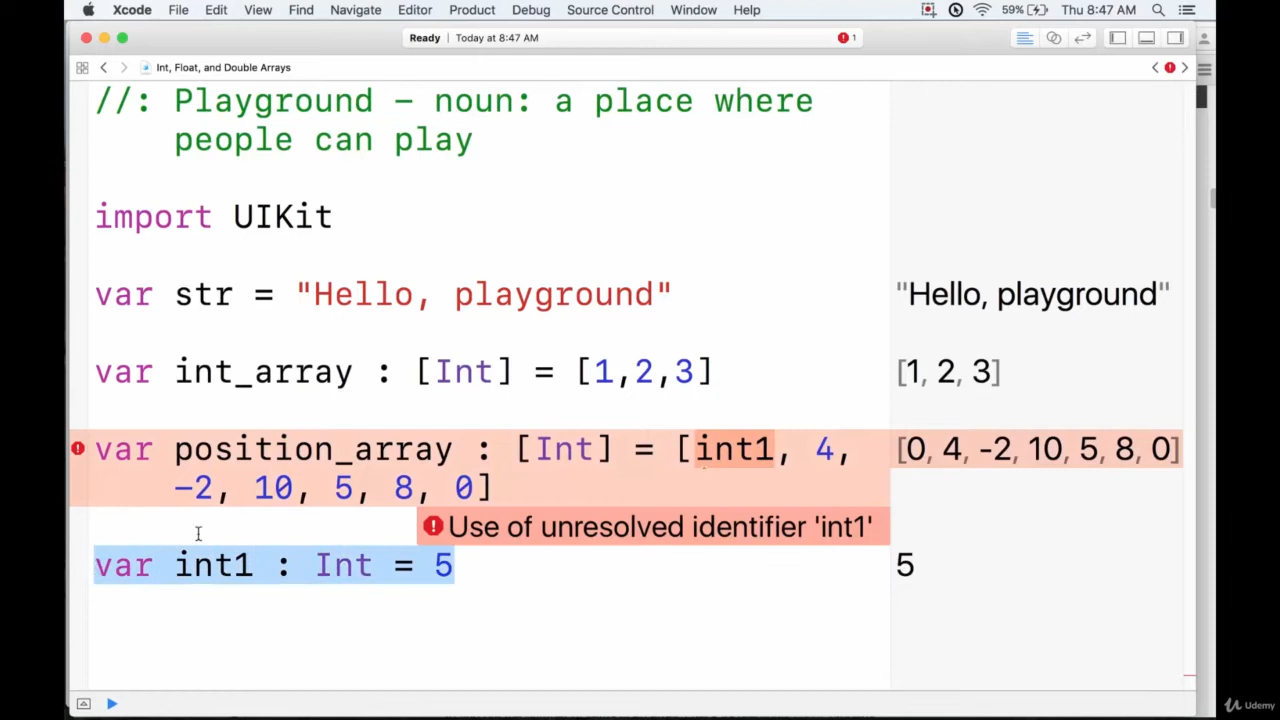 Xcode File Edit View Find Navigate Editor Product Debug Source Control Window Help 59% Thu 8:47 AM
Ready | Today at 8:47 AM 1
Int, Float, and Double Arrays
//: Playground – noun: a place where
people can play
import UIKit
var str = "Hello, playground"
"Hello, playground"
var int_array : [Int] = [1,2,3]
[1, 2, 3]
var position_array : [Int] = [int1, 4,
[0, 4, -2, 10, 5, 8, 0]
-2, 10, 5, 8, 0]
Use of unresolved identifier 'int1'
var int1 : Int = 5
5
Udemy